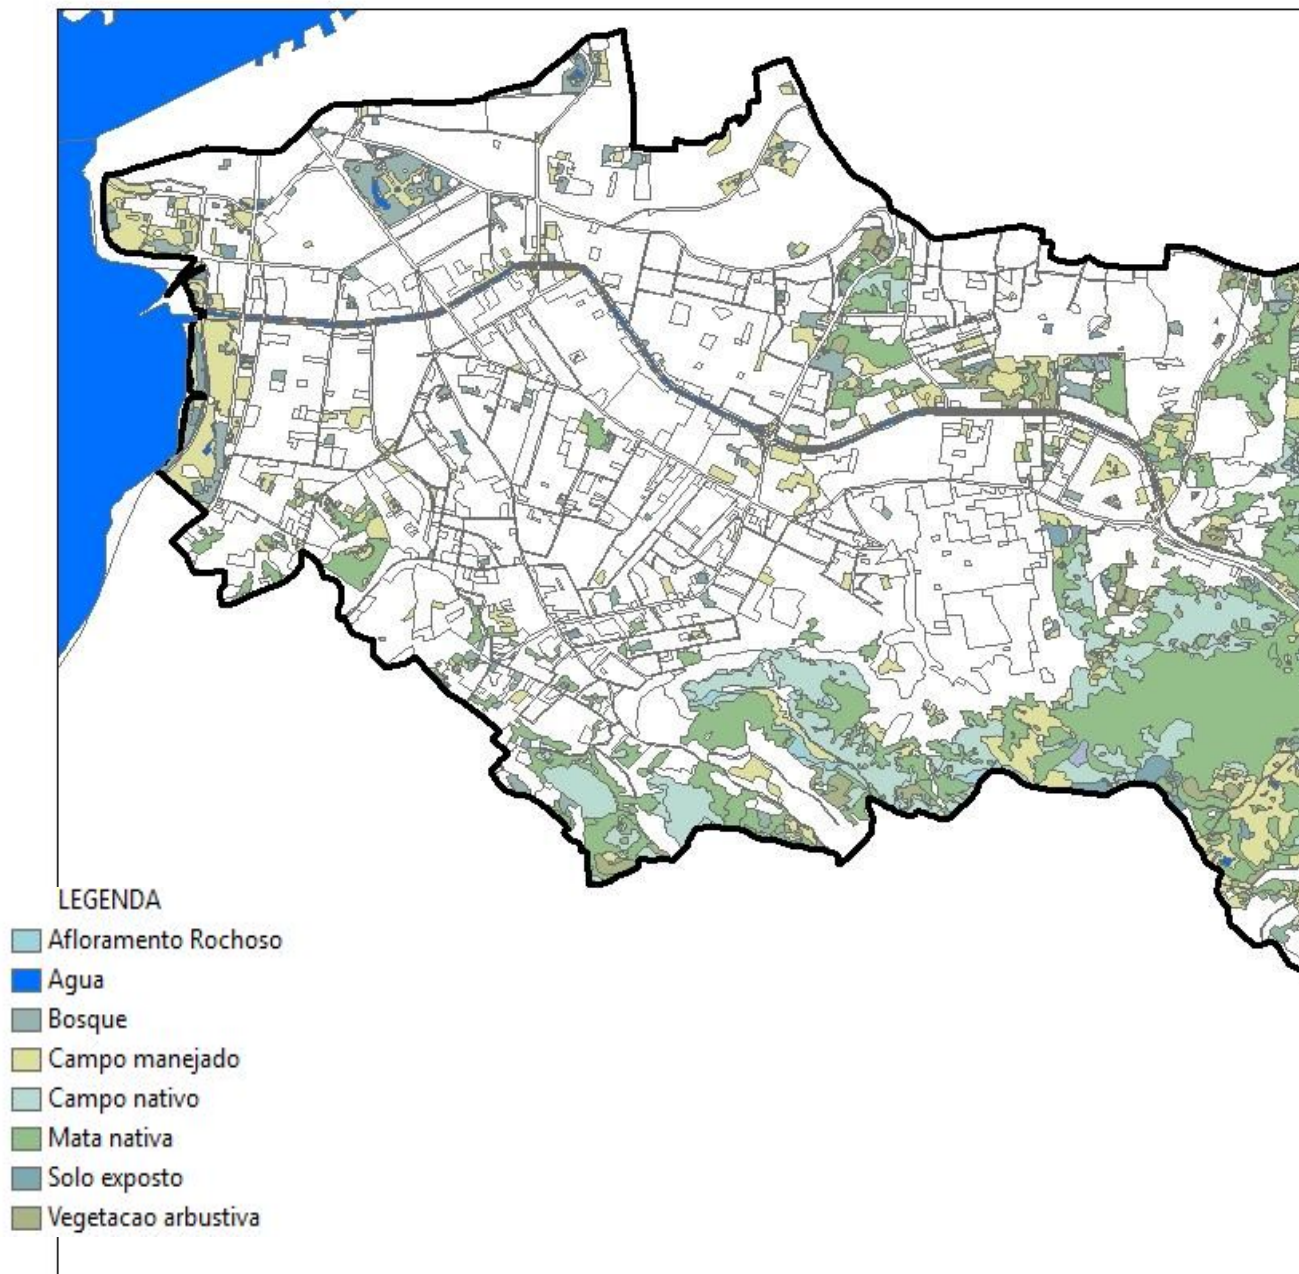 LEGENDA
Afloramento Rochoso
Agua
Bosque
Campo manejado
Campo nativo
Mata nativa
Solo exposto
Vegetacao arbustiva